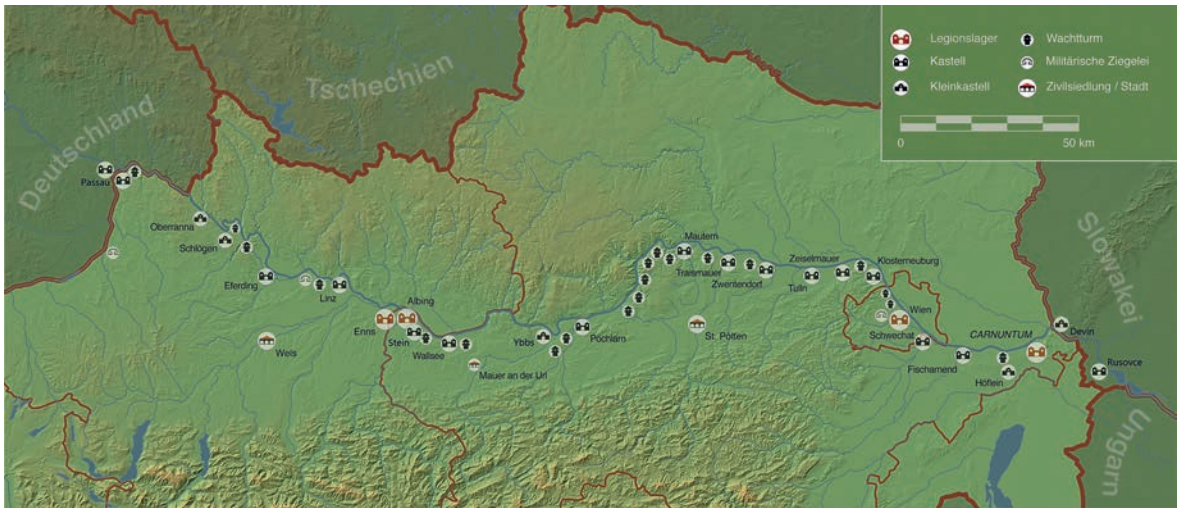 Legionslager
Wachtturm
Kastell
Militärische Ziegelei
Kleinkastell
Zivilsiedlung / Stadt
0
50 km
Tschechien
Deutschland
Slowakei
Ungarn
Passau
Oberranna
Schlögen
Eferding
Linz
Wels
Enns
Albing
Stein
Wallsee
Mauer an der Url
Ybbs
Pöchlarn
Mautern
Traismauer
Zwentendorf
St. Pölten
Tulln
Zeiselmauer
Klosterneuburg
Wien
Schwechat
Fischamend
CARNUNTUM
Höflein
Devin
Rusovce